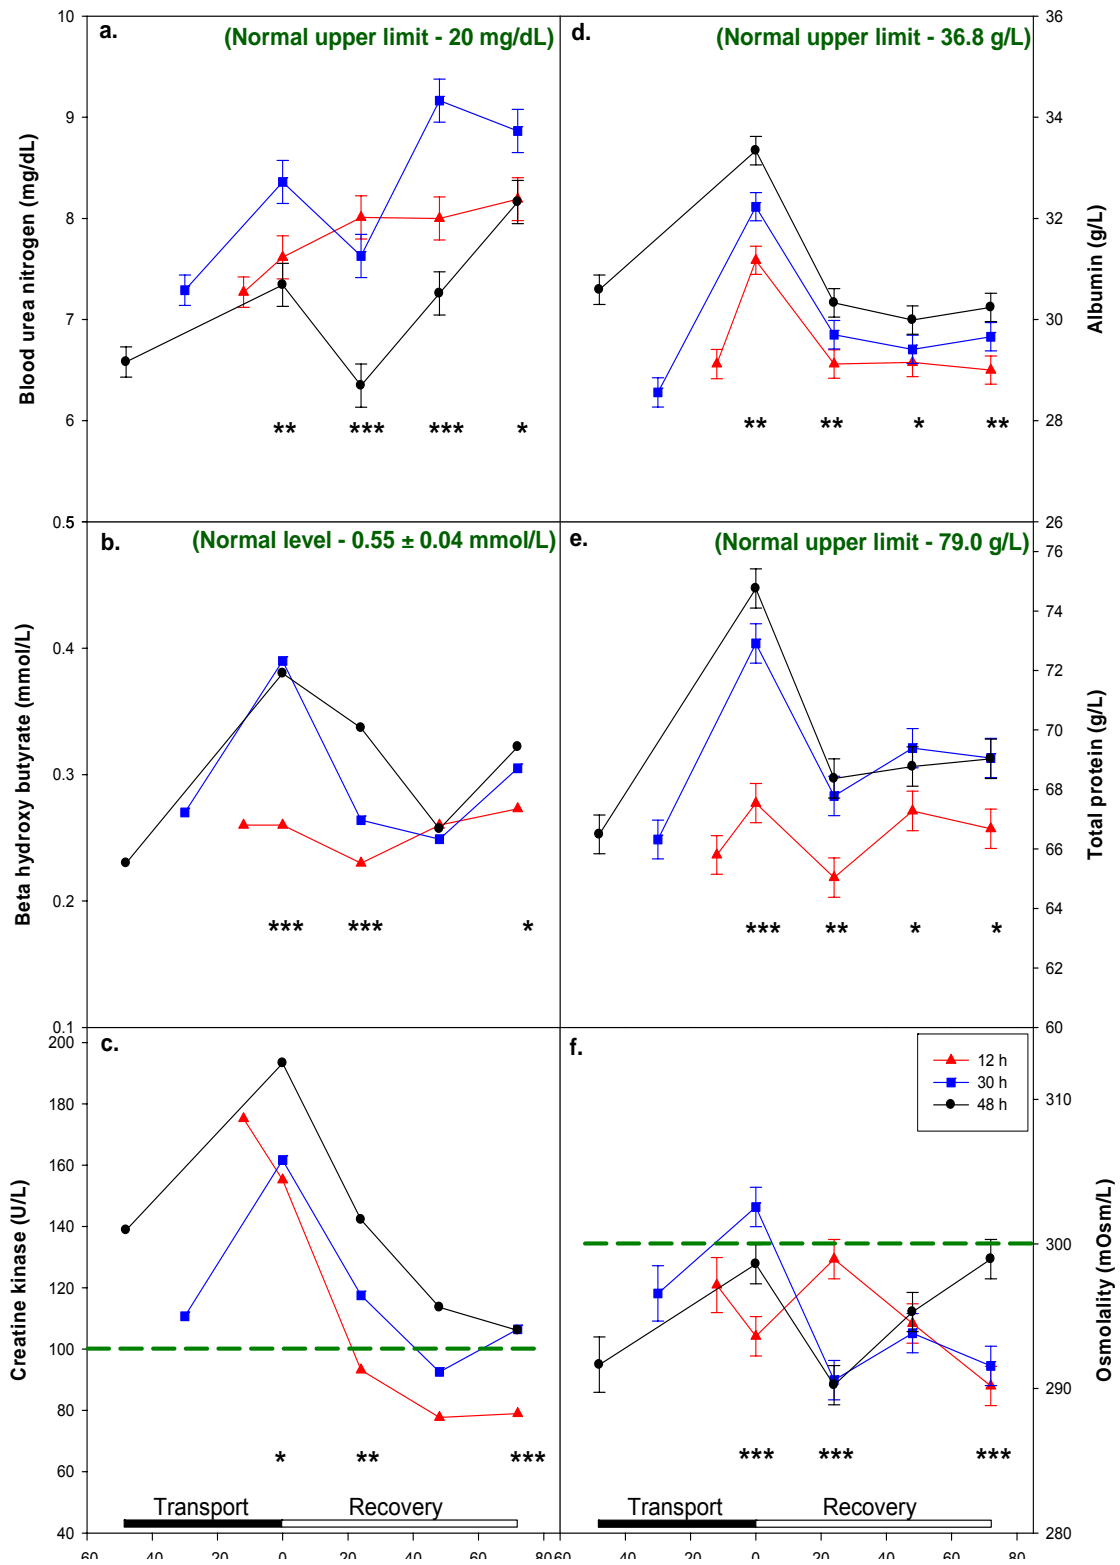 a.
(Normal upper limit - 20 mg/dL)
10
9
8
7
6
0.5
Blood urea nitrogen (mg/dL)
** *** *** *
d.
(Normal upper limit - 36.8 g/L)
36
34
32
30
28
26
Albumin (g/L)
** ** * **
b.
(Normal level - 0.55 ± 0.04 mmol/L)
0.4
0.3
0.2
0.1
Beta hydroxy butyrate (mmol/L)
*** *** *
e.
(Normal upper limit - 79.0 g/L)
76
74
72
70
68
66
64
62
60
Total protein (g/L)
*** ** * *
c.
200
180
160
140
120
100
80
60
40
Creatine kinase (U/L)
* ** ***
Transport Recovery
60 40 20 0 20 40 60 80
f.
12 h
30 h
48 h
310
300
290
280
Osmolality (mOsm/L)
*** *** ***
Transport Recovery
60 40 20 0 20 40 60 80